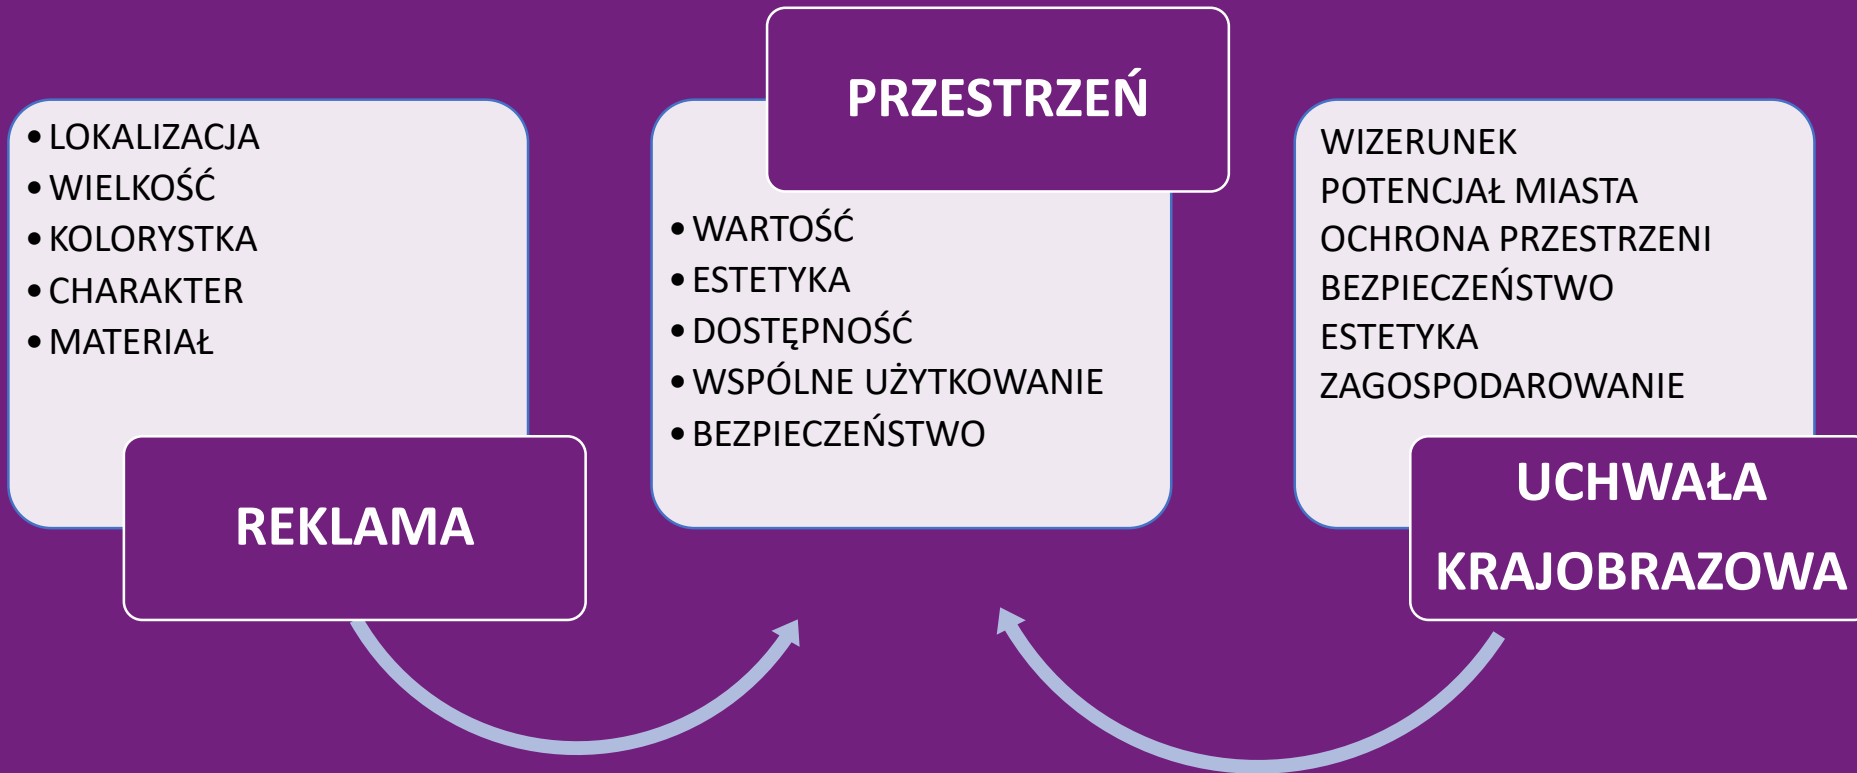 • LOKALIZACJA
• WIELKOŚĆ
• KOLORYSTKA
• CHARAKTER
• MATERIAŁ
REKLAMA
PRZESTRZEŃ
• WARTOŚĆ
• ESTETYKA
• DOSTĘPNOŚĆ
• WSPÓLNE UŻYTKOWANIE
• BEZPIECZEŃSTWO
WIZERUNEK
POTENCJAŁ MIASTA
OCHRONA PRZESTRZENI
BEZPIECZEŃSTWO
ESTETYKA
ZAGOSPODAROWANIE
UCHWAŁA
KRAJOBRAZOWA